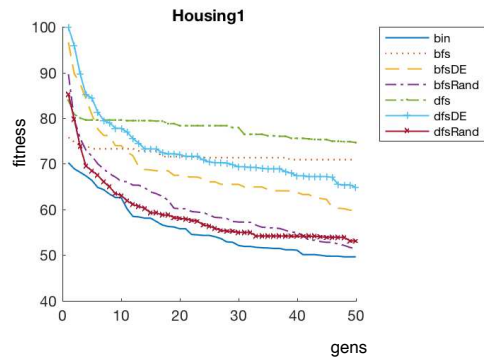 Housing1
fitness
100
90
80
70
60
50
40
0
10
20
30
40
50
gens
bin
bfs
bfsDE
bfsRand
dfs
dfsDE
dfsRand